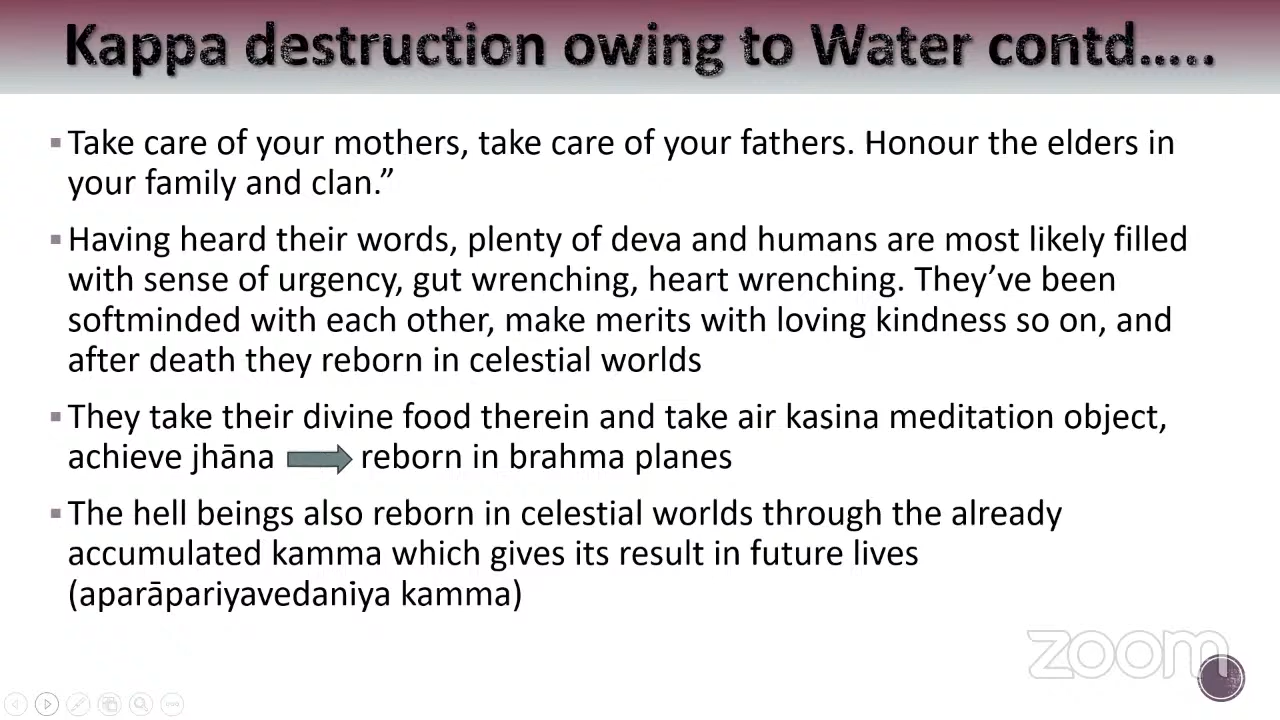 Kappa destruction owing to Water contd.....
▪Take care of your mothers, take care of your fathers. Honour the elders in
your family and clan.”
▪Having heard their words, plenty of deva and humans are most likely filled
with sense of urgency, gut wrenching, heart wrenching. They’ve been
softminded with each other, make merits with loving kindness so on, and
after death they reborn in celestial worlds
▪They take their divine food therein and take air kasina meditation object,
achieve jhāna reborn in brahma planes
▪The hell beings also reborn in celestial worlds through the already
accumulated kamma which gives its result in future lives
(aparāpariyavedaniya kamma)
zoom